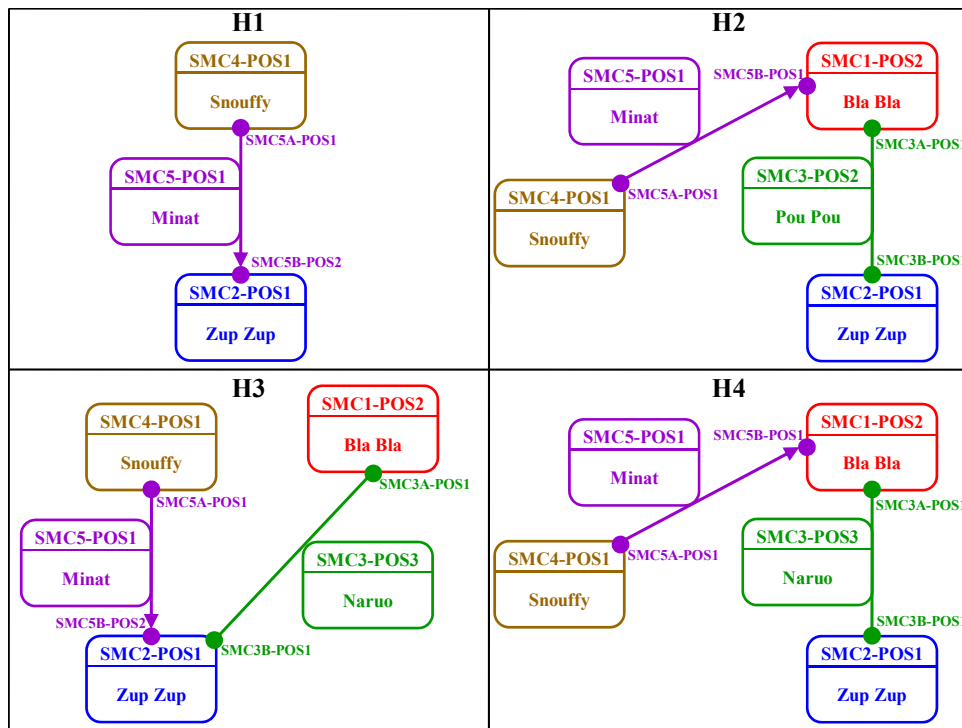 H1
SMC4-POS1
Snouffy
SMC5A-POS1
SMC5-POS1
Minat
SMC5B-POS2
SMC2-POS1
Zup Zup
H2
SMC5-POS1
Minat
SMC5B-POS1
SMC1-POS2
Bla Bla
SMC3A-POS1
SMC4-POS1
Snouffy
SMC5A-POS1
SMC3-POS2
Pou Pou
SMC3B-POS1
SMC2-POS1
Zup Zup
H3
SMC4-POS1
Snouffy
SMC5A-POS1
SMC1-POS2
Bla Bla
SMC3A-POS1
SMC5-POS1
Minat
SMC5B-POS2
SMC3-POS3
Naruo
SMC3B-POS1
SMC2-POS1
Zup Zup
H4
SMC5-POS1
Minat
SMC5B-POS1
SMC1-POS2
Bla Bla
SMC3A-POS1
SMC4-POS1
Snouffy
SMC5A-POS1
SMC3-POS3
Naruo
SMC3B-POS1
SMC2-POS1
Zup Zup